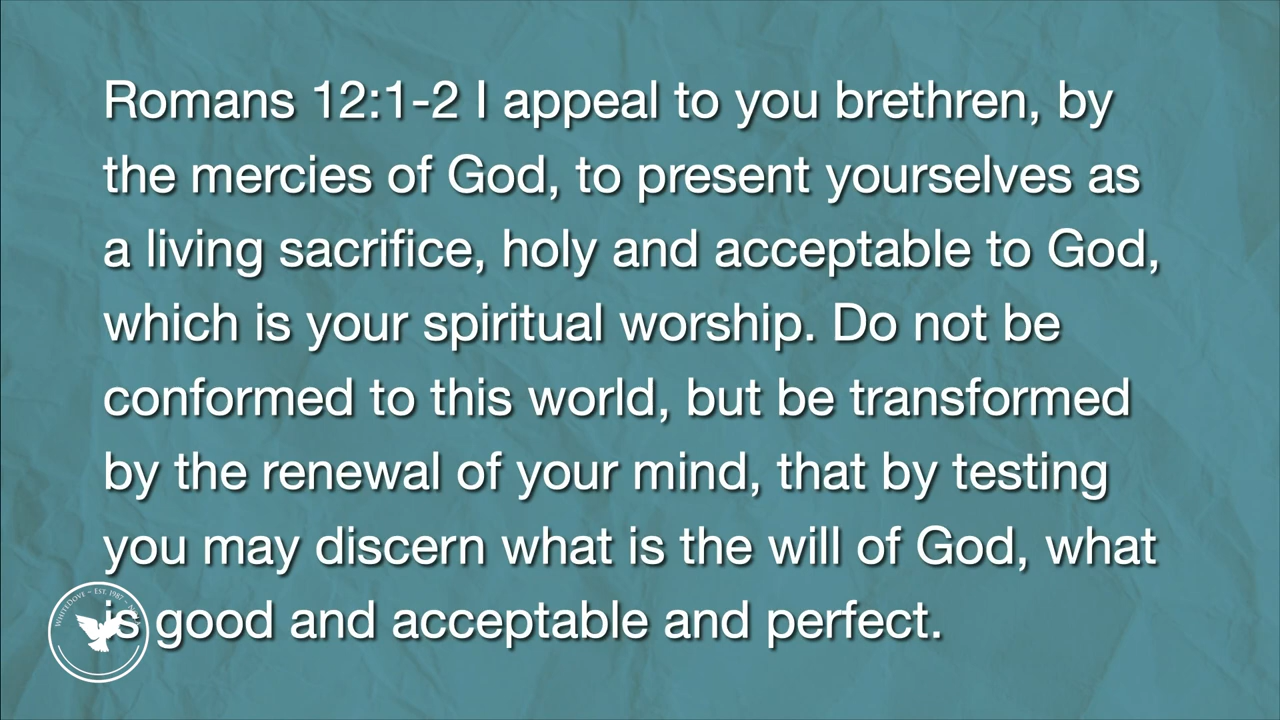 Romans 12:1-2 I appeal to you brethren, by
the mercies of God, to present yourselves as
a living sacrifice, holy and acceptable to God,
which is your spiritual worship. Do not be
conformed to this world, but be transformed
by the renewal of your mind, that by testing
you may discern what is the will of God, what
is good and acceptable and perfect.
WHITEDOVE - EST. 1987